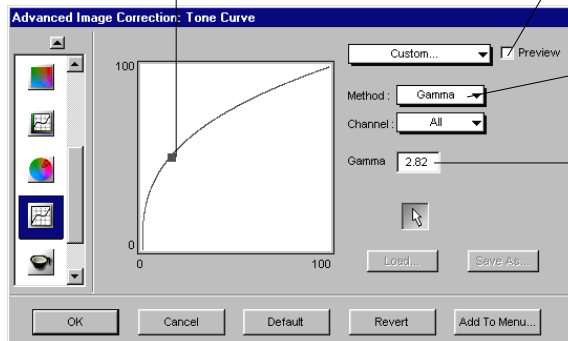 Advanced Image Correction: Tone Curve
Custom...
Preview
100
Method :
Gamma
Channel :
All
Gamma
2.82
0
0
100
Load...
Save As...
OK
Cancel
Default
Revert
Add To Menu...